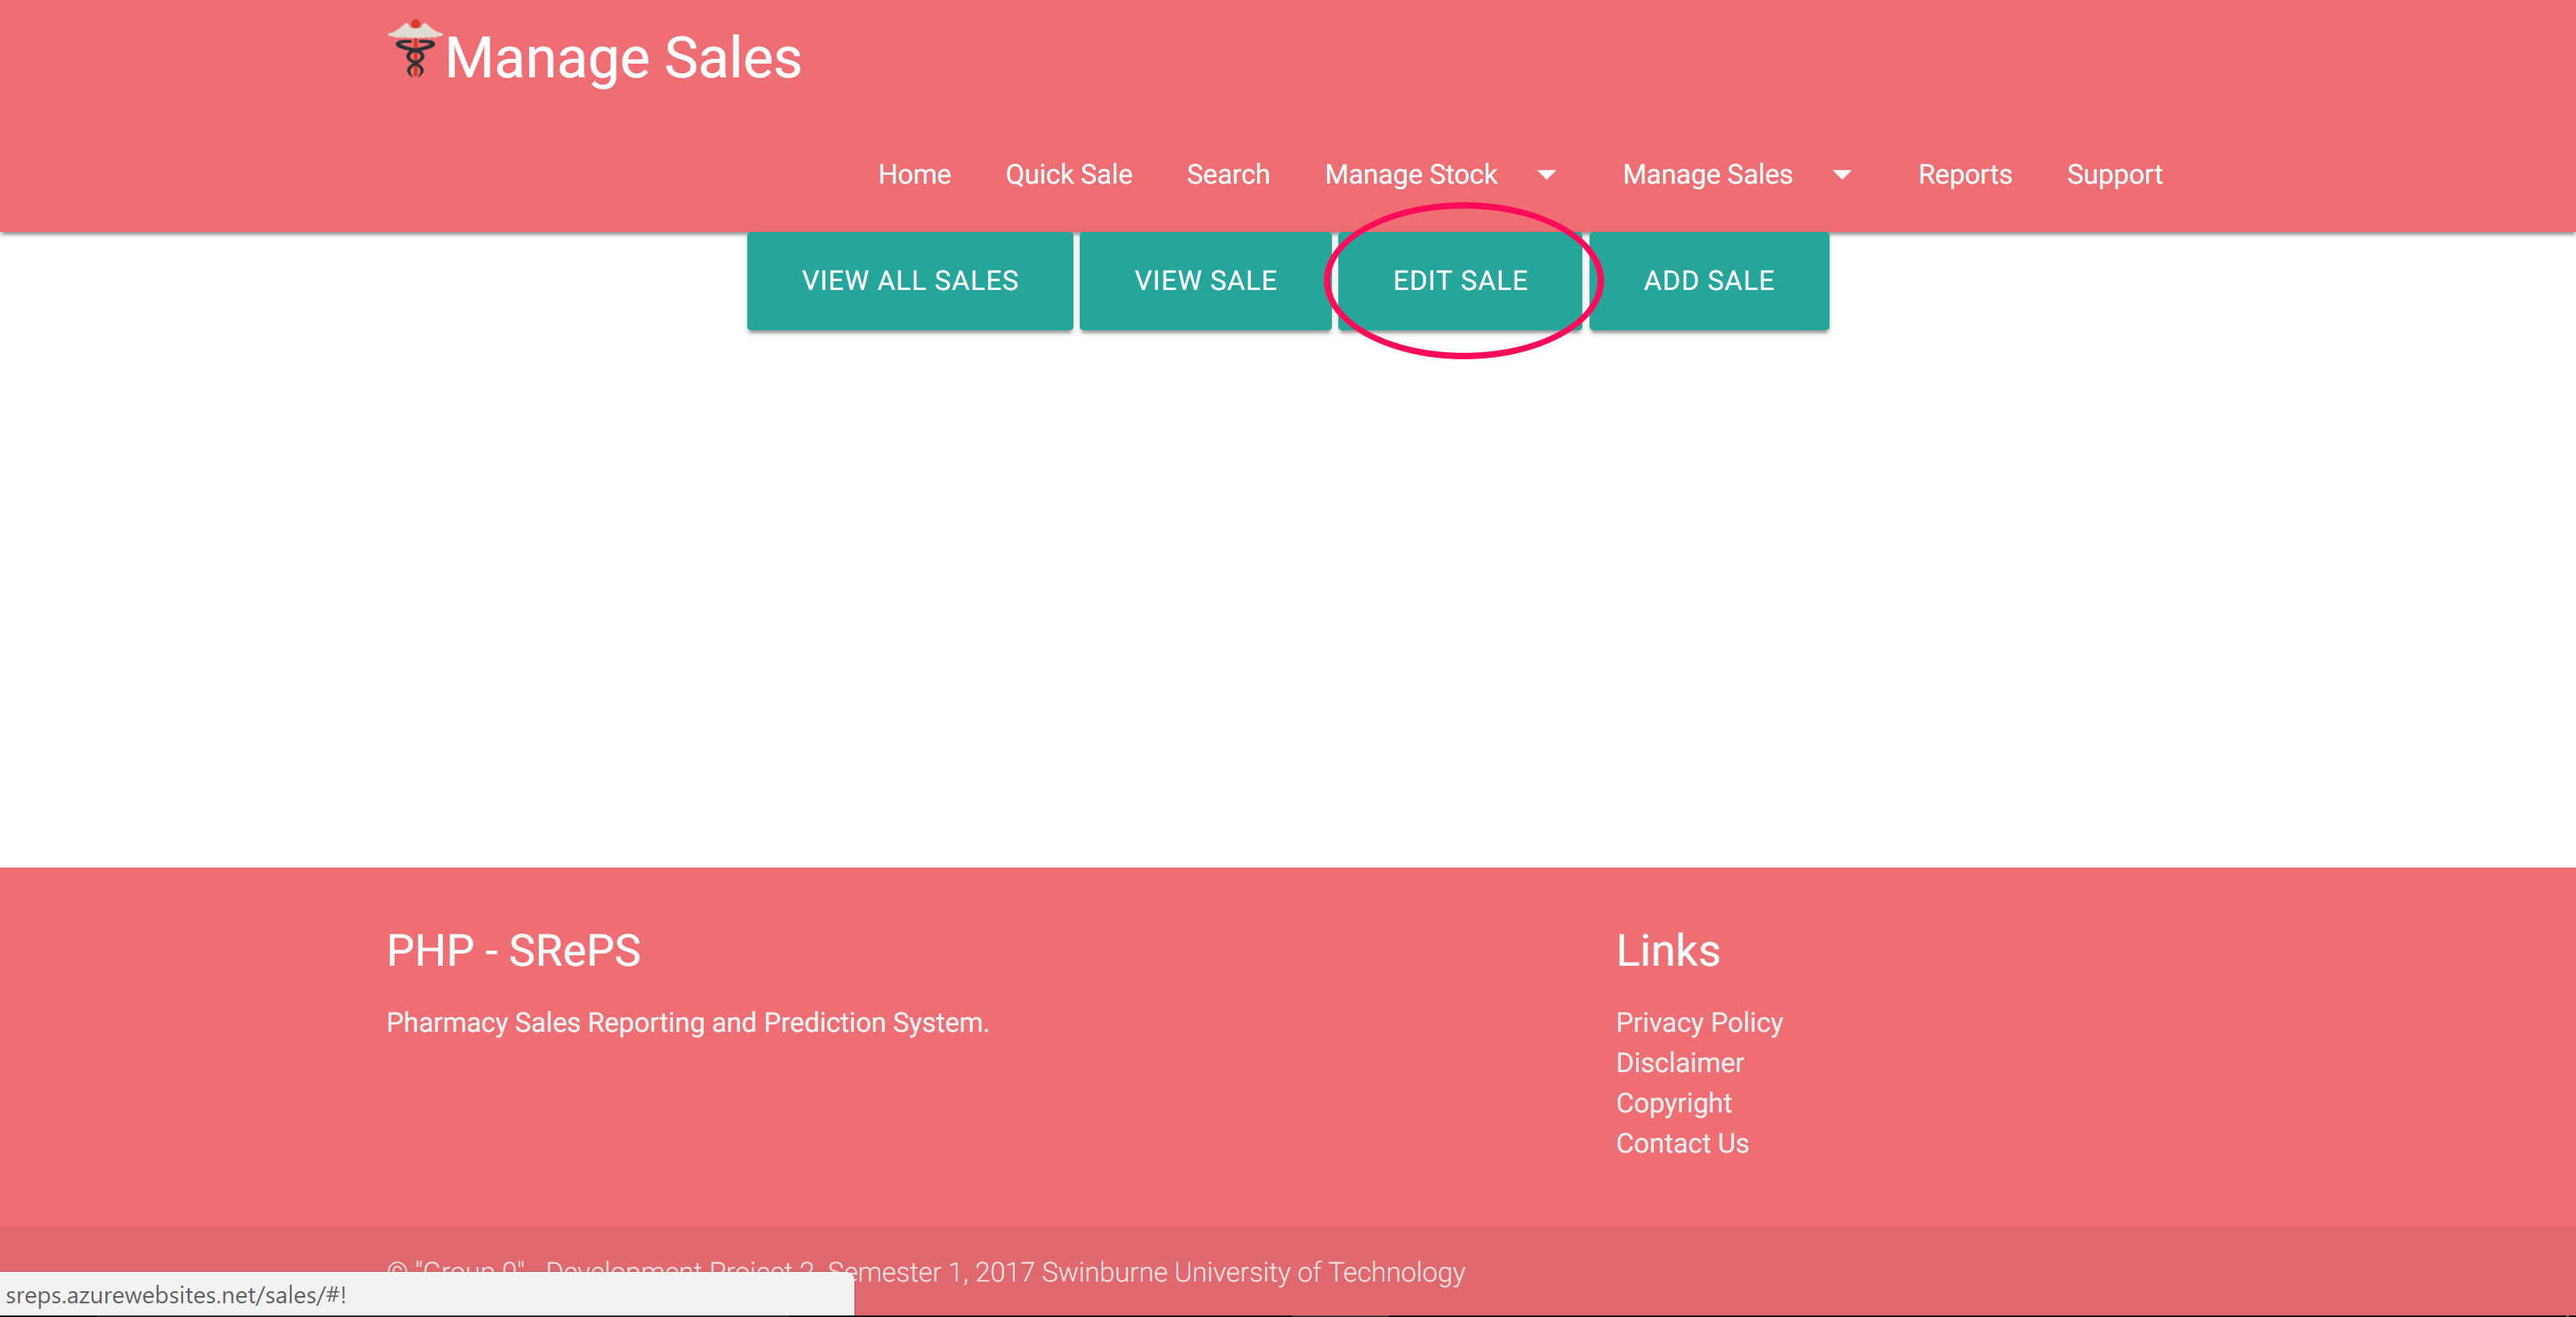 Manage Sales
Home Quick Sale Search Manage Stock Manage Sales Reports Support
VIEW ALL SALES VIEW SALE EDIT SALE ADD SALE
PHP - SRePS
Pharmacy Sales Reporting and Prediction System.
Links
Privacy Policy
Disclaimer
Copyright
Contact Us
© "Group 0" Development Project 2, Semester 1, 2017 Swinburne University of Technology
sreps.azurewebsites.net/sales/#!